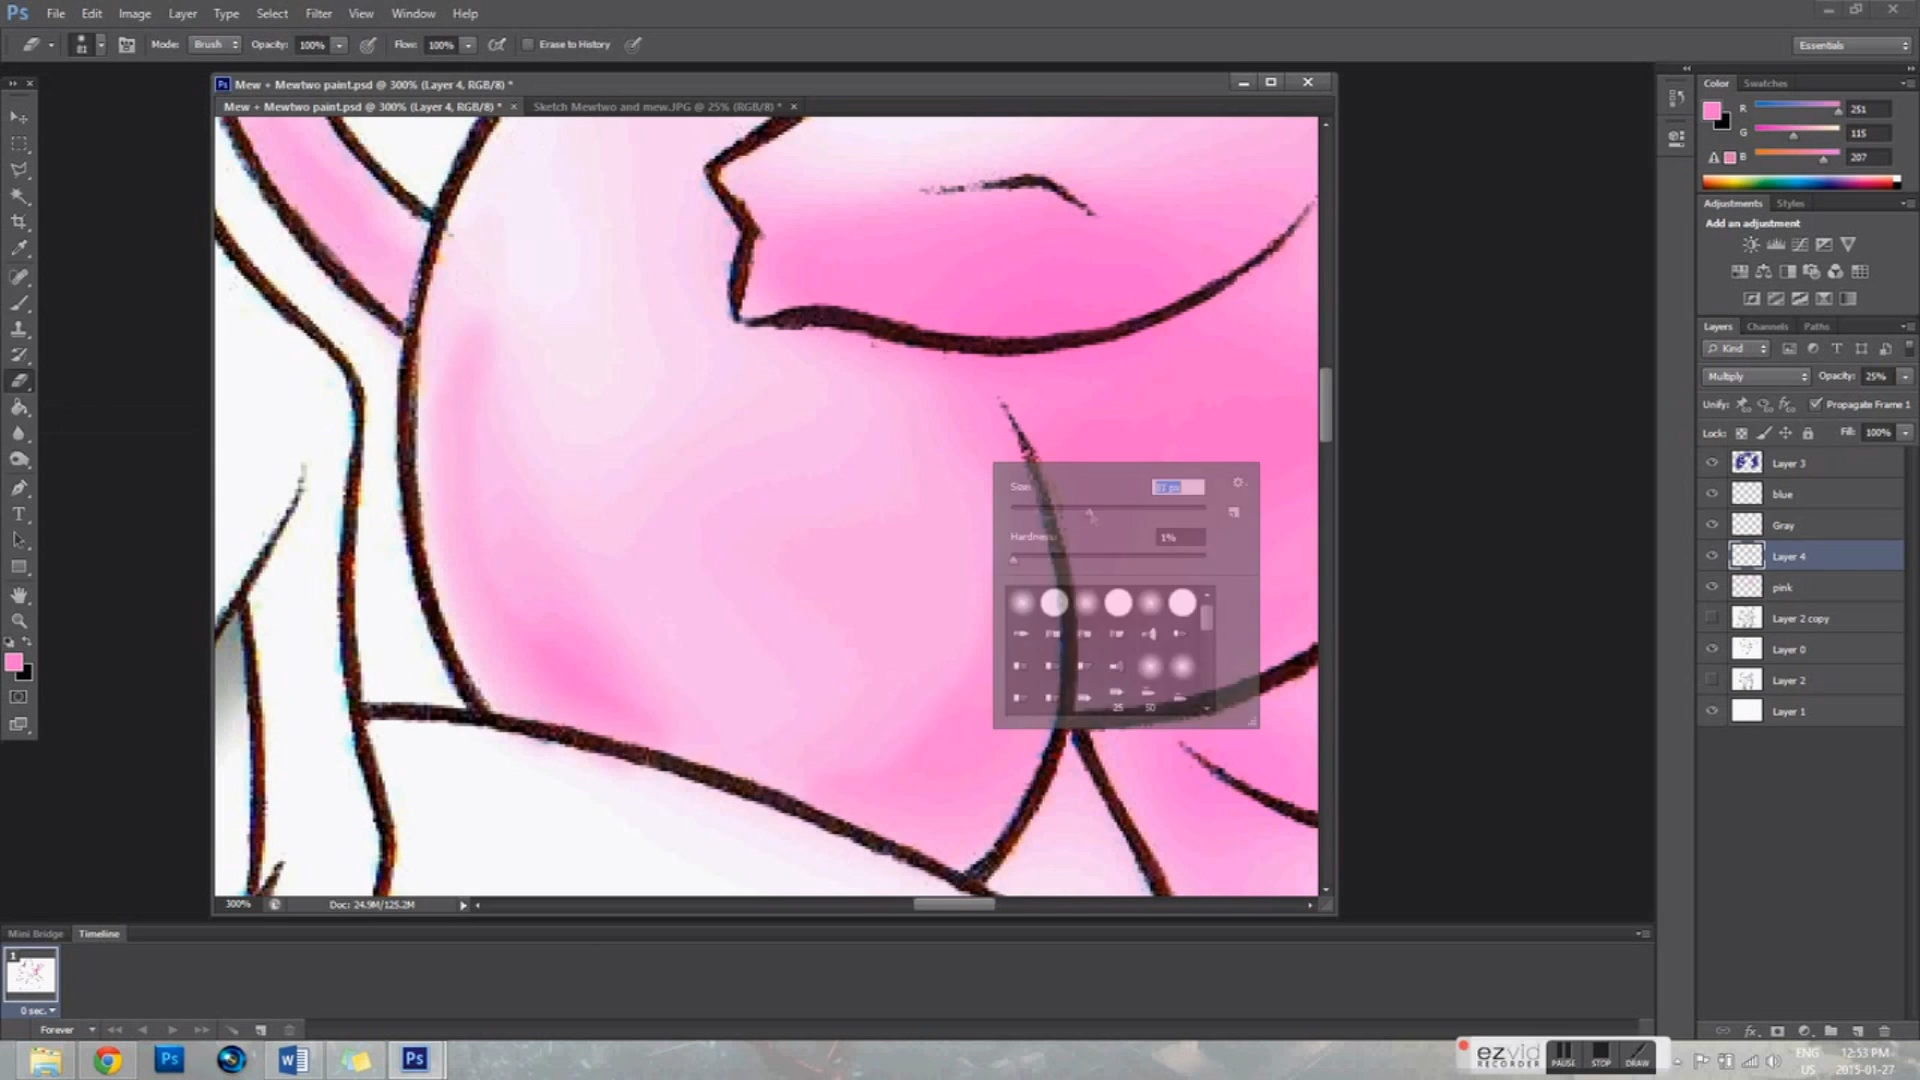 Ps File Edit Image Layer Type Select Filter View Window Help
81 Mode: Brush Opacity: 100% Flow: 100% Erase to History Essentials
Ps Mew + Mewtwo paint.psd @ 300% (Layer 4, RGB/8) *
Mew + Mewtwo paint.psd @ 300% (Layer 4, RGB/8) * × Sketch Mewtwo and mew.JPG @ 25% (RGB/8) * ×
Color Swatches
R 251
G 115
B 207
Adjustments Styles
Add an adjustment
Layers Channels Paths
Kind
Multiply Opacity: 25%
Unify: Propagate Frame 1
Lock: Fill: 100%
Layer 3
blue
Gray
Layer 4
pink
Layer 2 copy
Layer 0
Layer 2
Layer 1
Size: 81 px
Hardness: 1%
25 50
300% Doc: 24.9M/125.2M
Mini Bridge Timeline
1
0 sec.
Forever
ezvid
RECORDER
PAUSE STOP DRAW
ENG 12:53 PM
US 2015-01-27